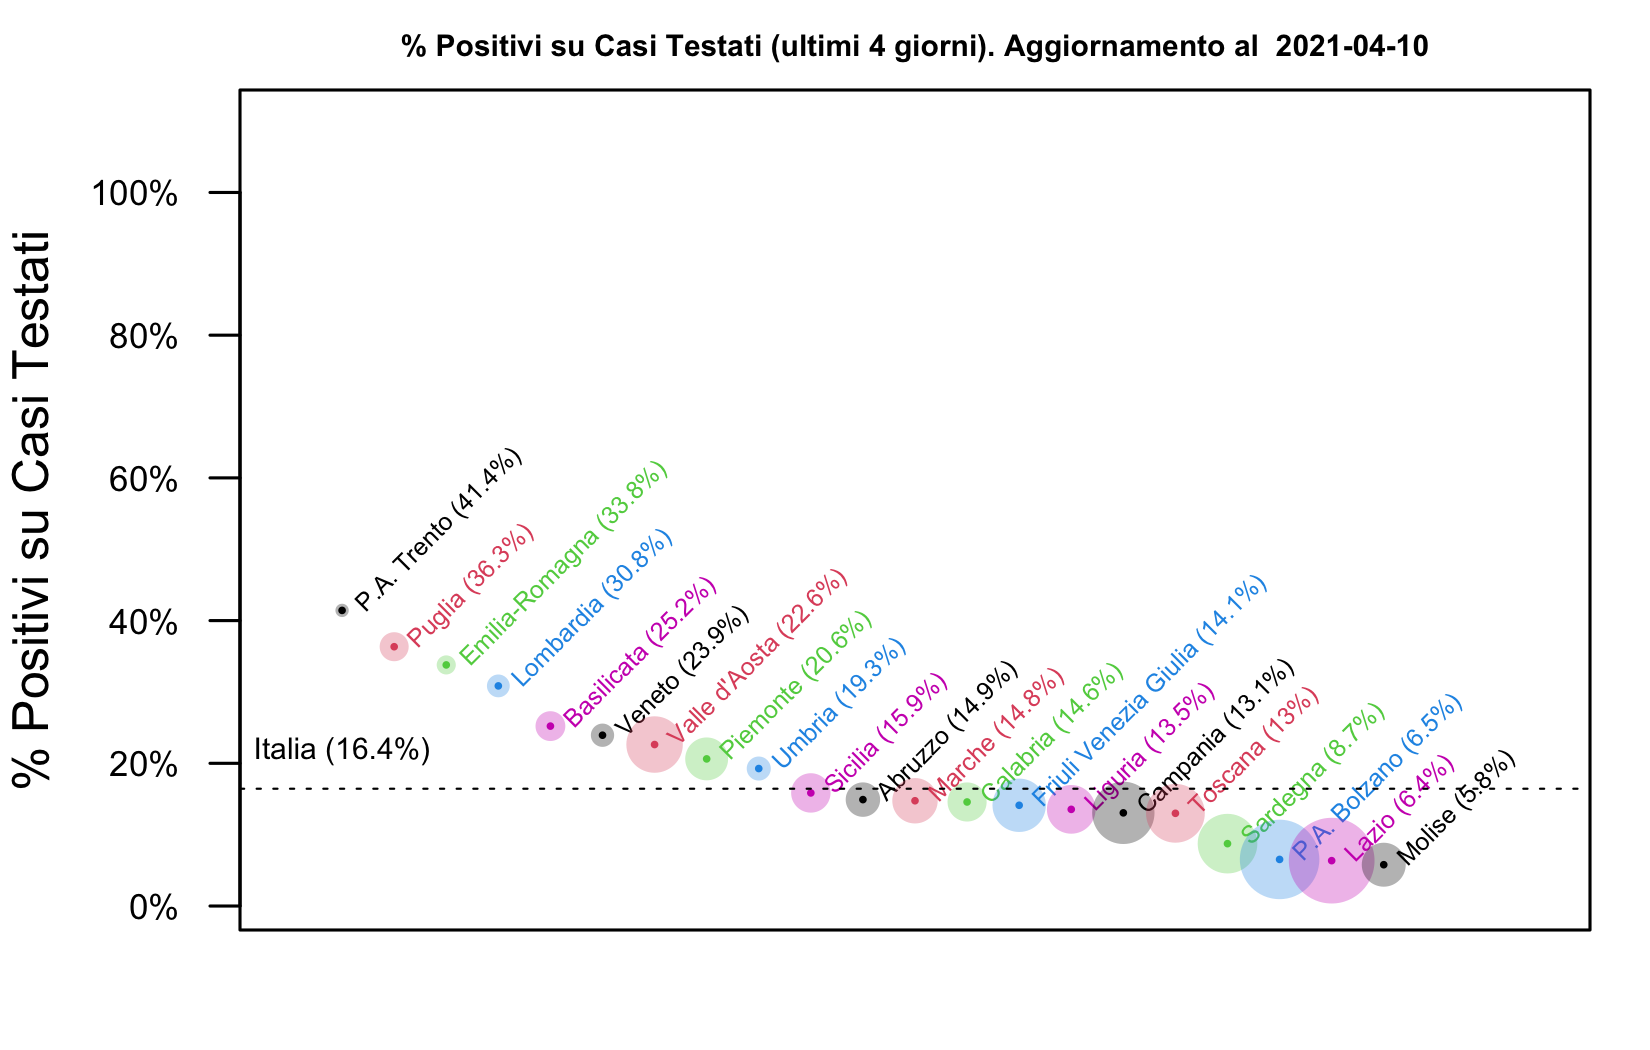 % Positivi su Casi Testati (ultimi 4 giorni). Aggiornamento al  2021-04-10
% Positivi su Casi Testati
100%
80%
60%
40%
20%
0%
Italia (16.4%)
P.A. Trento (41.4%)
Puglia (36.3%)
Emilia-Romagna (33.8%)
Lombardia (30.8%)
Basilicata (25.2%)
Veneto (23.9%)
Valle d'Aosta (22.6%)
Piemonte (20.6%)
Umbria (19.3%)
Sicilia (15.9%)
Abruzzo (14.9%)
Marche (14.8%)
Calabria (14.6%)
Friuli Venezia Giulia (14.1%)
Liguria (13.5%)
Campania (13.1%)
Toscana (13%)
Sardegna (8.7%)
P.A. Bolzano (6.5%)
Lazio (6.4%)
Molise (5.8%)